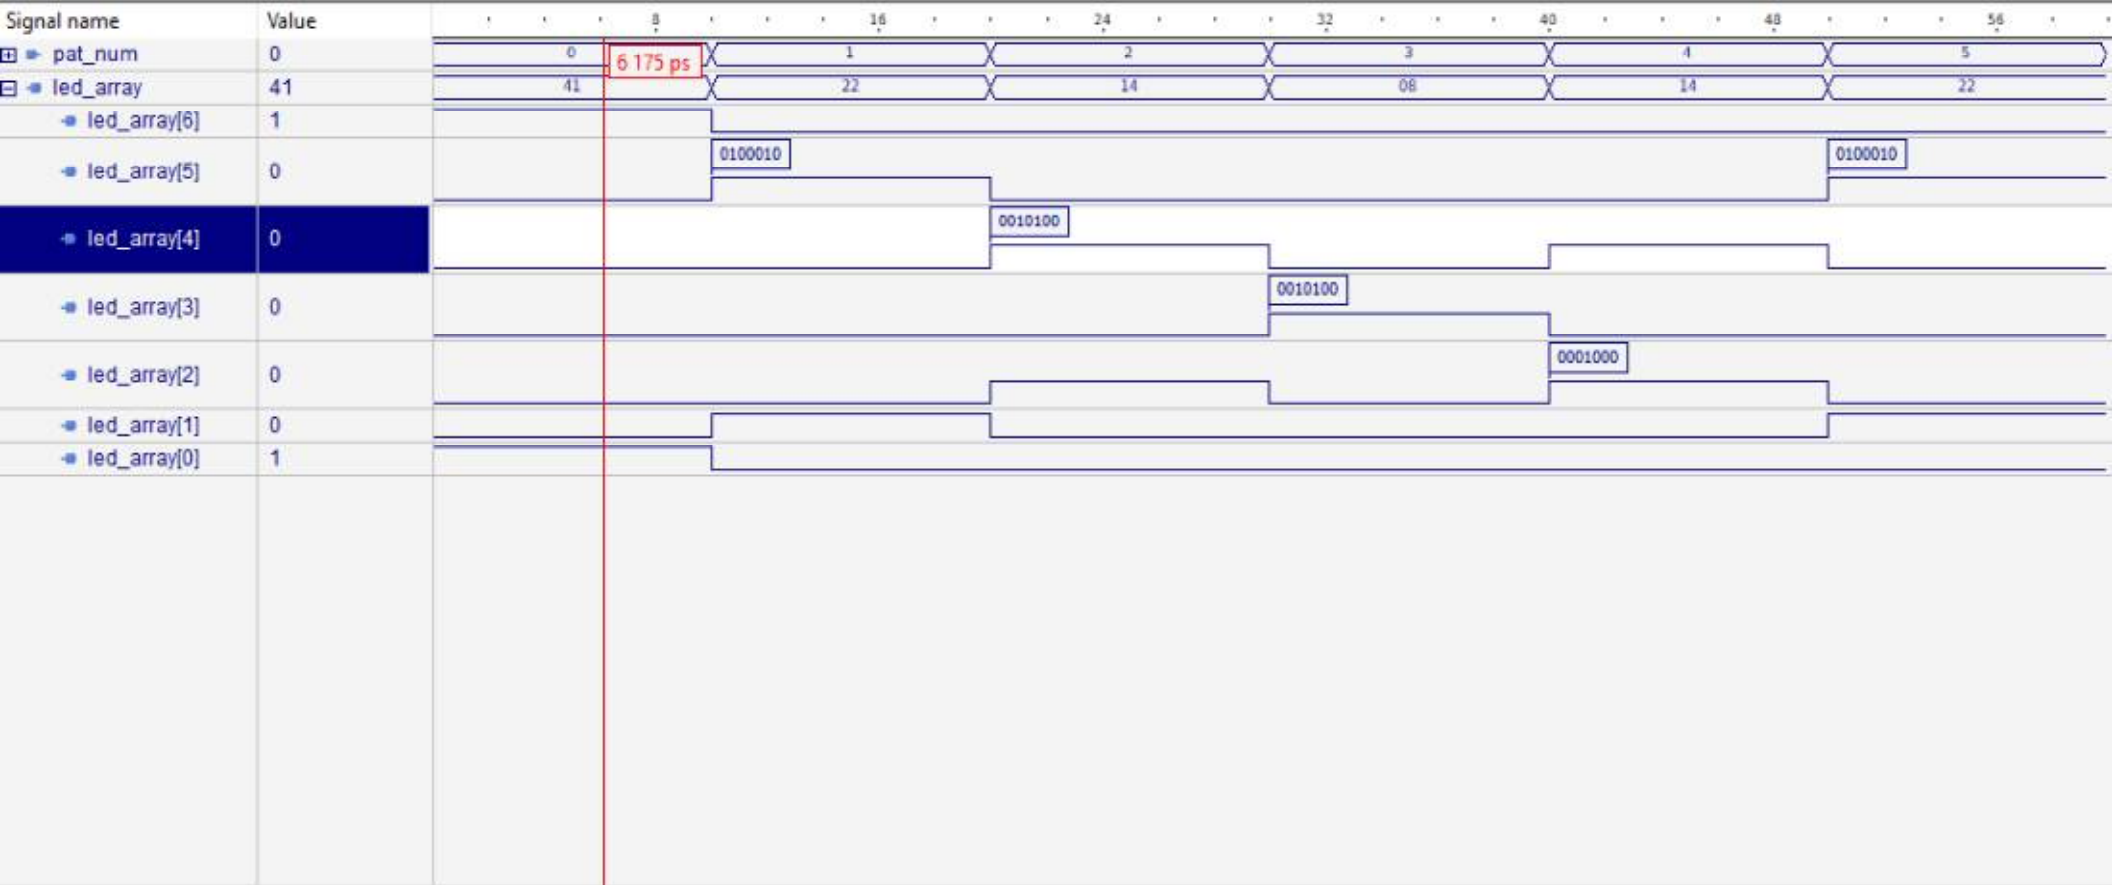 Signal name Value 8 16 24 32 40 48 56
pat_num 0 0 1 2 3 4 5
6 175 ps
led_array 41 41 22 14 08 14 22
led_array[6] 1
0100010 0100010
led_array[5] 0
0010100
led_array[4] 0
0010100
led_array[3] 0
0001000
led_array[2] 0
led_array[1] 0
led_array[0] 1